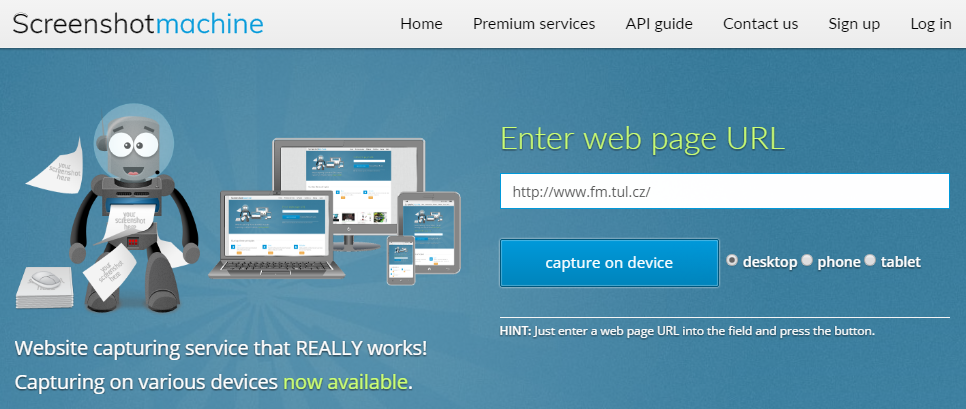 Screenshotmachine
Home Premium services API guide Contact us Sign up Log in
Enter web page URL
http://www.fm.tul.cz/
capture on device
desktop phone tablet
HINT: Just enter a web page URL into the field and press the button.
your screenshot here
your screenshot here
your screenshot here
Website capturing service that REALLY works!
Capturing on various devices now available.